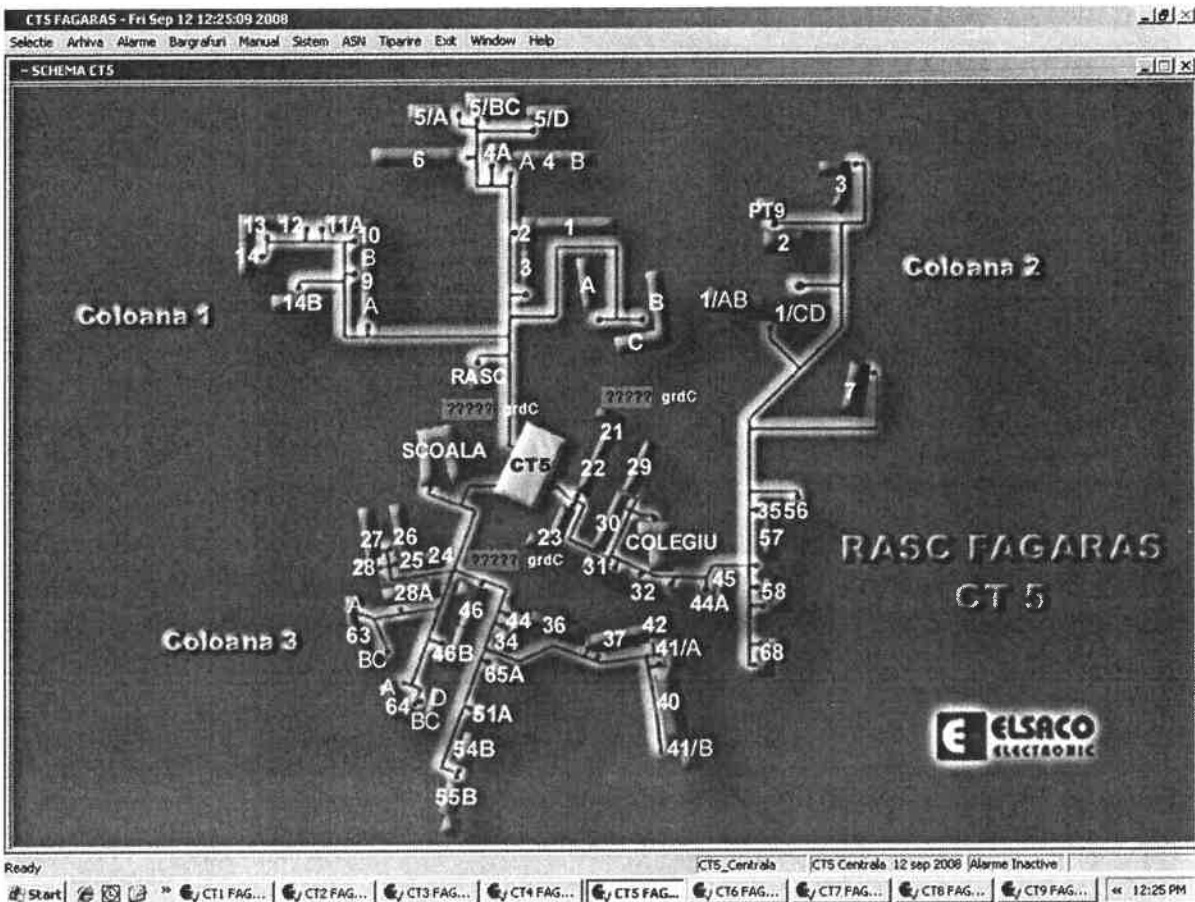 CT5 FAGARAS - Fri Sep 12 12:25:09 2008
Selectie Arhiva Alarme Bargrafuri Manual Sistem ASN Tiparire Exit Window Help
- SCHEMA CT5
5/A 5/BC 5/D
6 4A A 4 B
3
PT9
2
13 12 11A 10
2 1
14 B
3
9
14B A
A B
C
Coloana 1
Coloana 2
1/AB 1/CD
RASC
7
????? grdC
????? grdC
21
SCOALA
CT5
22 29
35 56
27 26
23 30
57
28 25 24
????? grdC
COLEGIU
31
RASC FAGARAS
CT 5
28A
32 44A 45 58
A
63
BC
46
44 36
42
Coloana 3
46B
34 37 41/A
68
65A
A
64 D
BC
51A
40
54B
41/B
55B
ELSACO
ELECTRONIC
Ready CT5_Centrala CT5 Centrala 12 sep 2008 Alarme Inactive
Start » CT1 FAG... CT2 FAG... CT3 FAG... CT4 FAG... CT5 FAG... CT6 FAG... CT7 FAG... CT8 FAG... CT9 FAG... « 12:25 PM